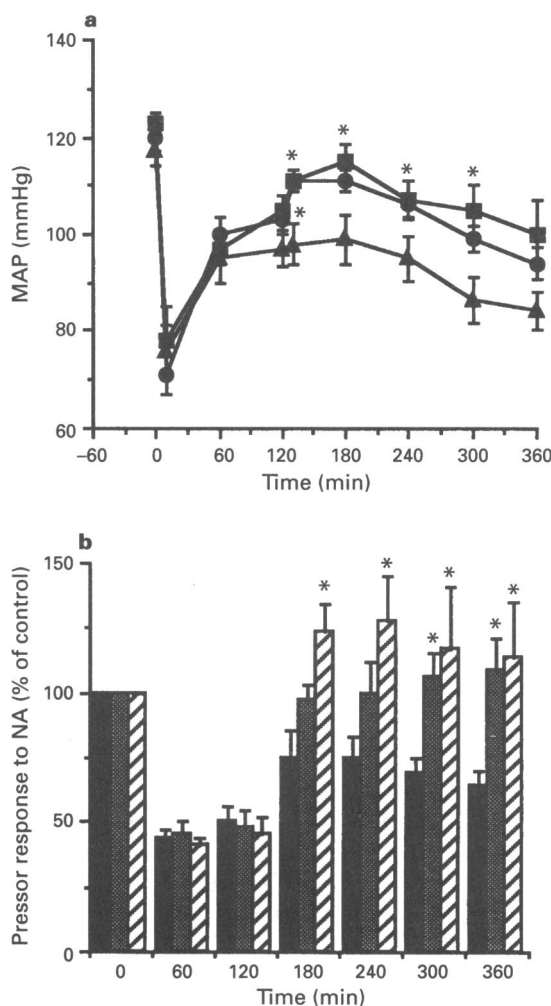 a
140
120
100
80
60
MAP (mmHg)
* * * * *
–60 0 60 120 180 240 300 360
Time (min)
b
150
100
50
0
Pressor response to NA (% of control)
* * * * * *
0 60 120 180 240 300 360
Time (min)